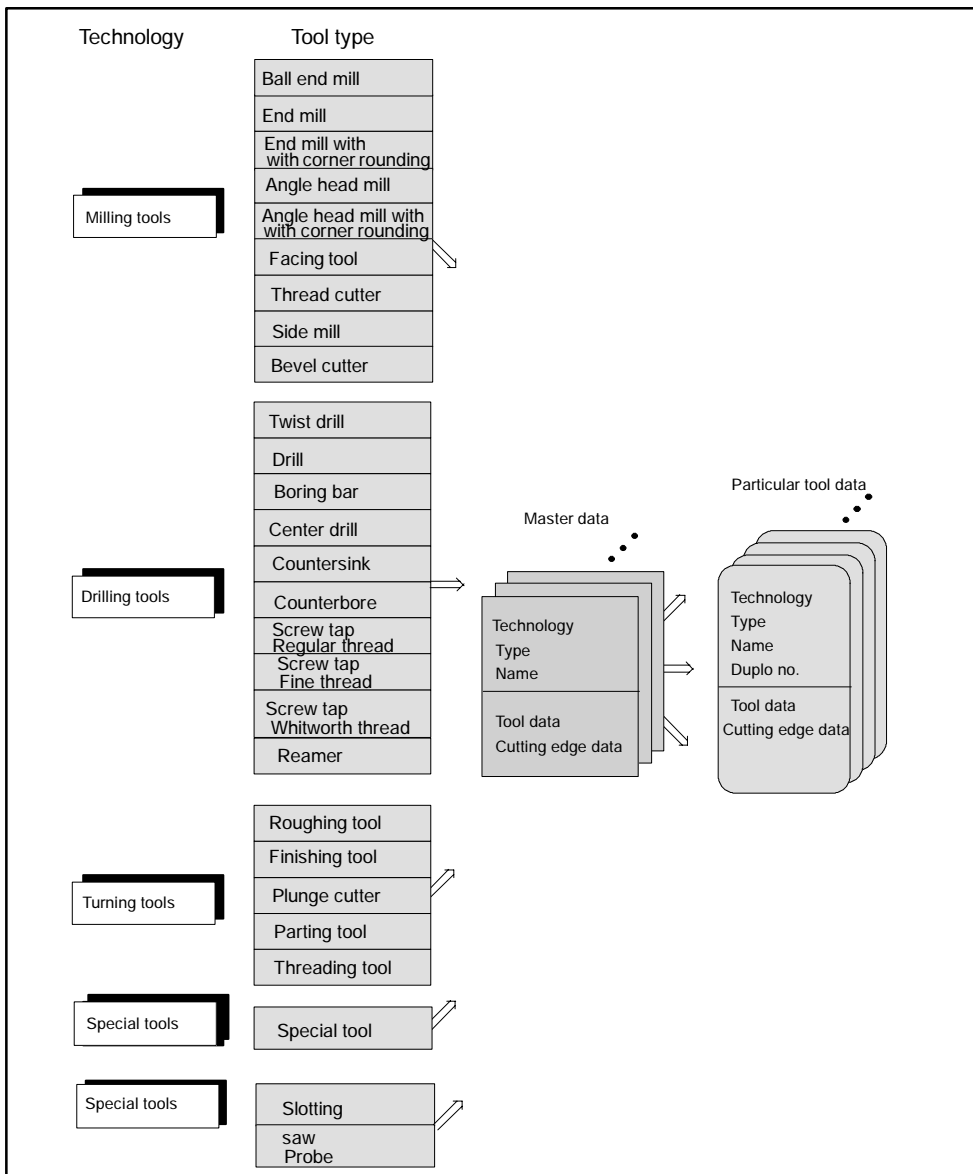 Technology
Tool type
Ball end mill
End mill
End mill with
with corner rounding
Milling tools
Angle head mill
Angle head mill with
with corner rounding
Facing tool
Thread cutter
Side mill
Bevel cutter
Twist drill
Drill
Boring bar
Center drill
Countersink
Drilling tools
Counterbore
Screw tap
Regular thread
Screw tap
Fine thread
Screw tap
Whitworth thread
Reamer
Master data
Technology
Type
Name
Tool data
Cutting edge data
Particular tool data
Technology
Type
Name
Duplo no.
Tool data
Cutting edge data
Roughing tool
Finishing tool
Turning tools
Plunge cutter
Parting tool
Threading tool
Special tools
Special tool
Special tools
Slotting
saw
Probe